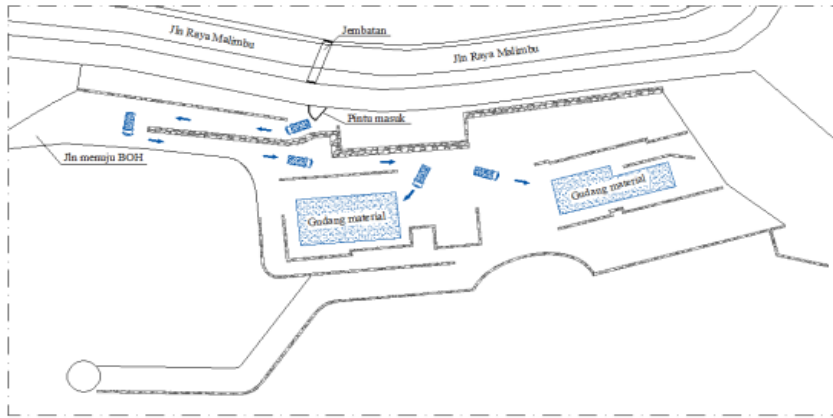 Jln Raya Malimbu
Jembatan
Jln Raya Malimbu
Pintu masuk
Jln menuju BOH
Gudang material
Gudang material